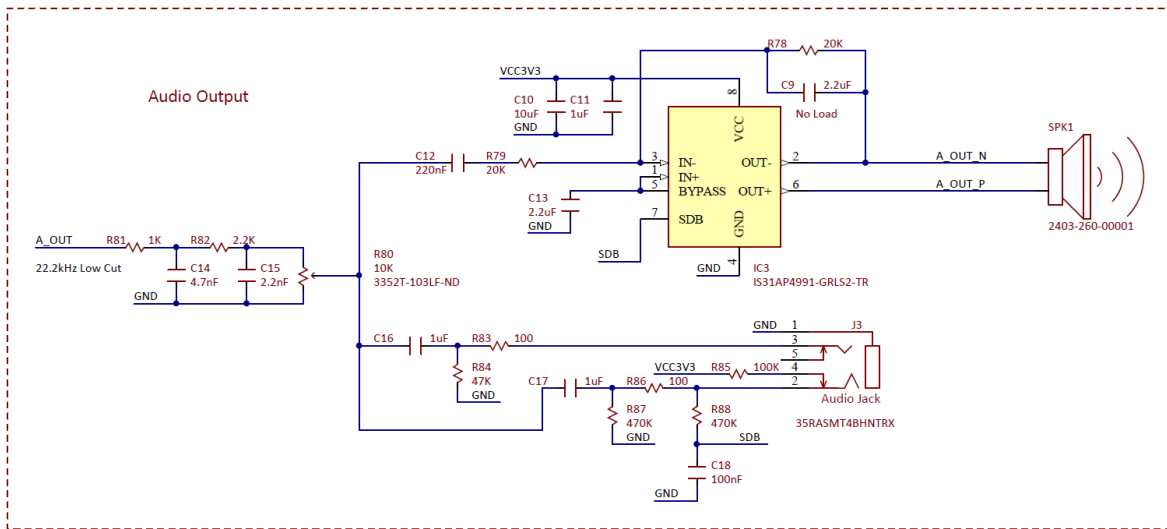 Audio Output
R78
20K
C9
2.2uF
No Load
VCC3V3
C10
10uF
C11
1uF
GND
8
VCC
C12
220nF
R79
20K
3
IN-
1
IN+
5
BYPASS
7
SDB
OUT-
2
OUT+
6
GND
4
A_OUT_N
A_OUT_P
SPK1
2403-260-00001
C13
2.2uF
GND
SDB
GND
IC3
IS31AP4991-GRLS2-TR
A_OUT
R81
1K
R82
2.2K
22.2kHz Low Cut
C14
4.7nF
C15
2.2nF
GND
R80
10K
3352T-103LF-ND
C16
1uF
R83
100
R84
47K
GND
C17
1uF
R86
100
R87
470K
GND
R88
470K
SDB
C18
100nF
GND
VCC3V3
R85
100K
GND
1
3
5
4
2
J3
Audio Jack
35RASMT4BHNTRX